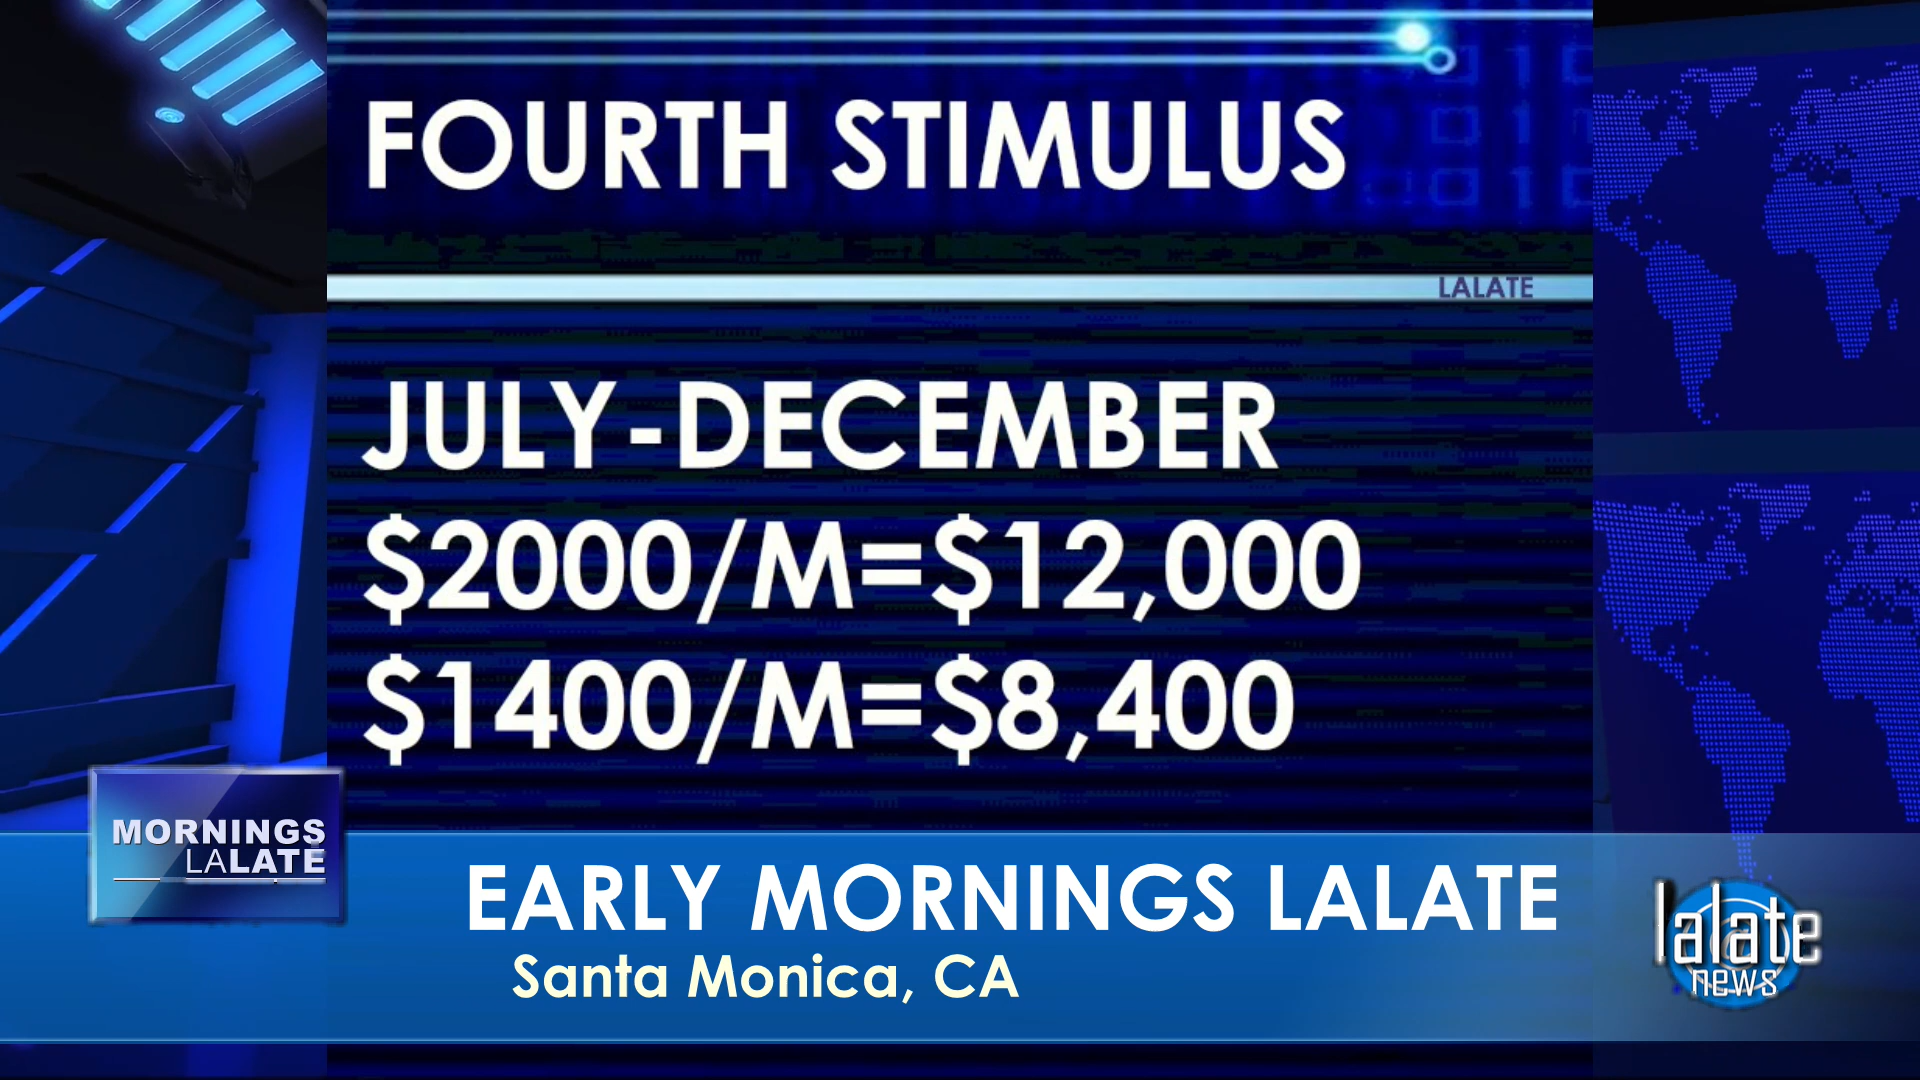 FOURTH STIMULUS
LALATE
JULY-DECEMBER
$2000/M=$12,000
$1400/M=$8,400
MORNINGS
LALATE
EARLY MORNINGS LALATE
Santa Monica, CA
lalate
news